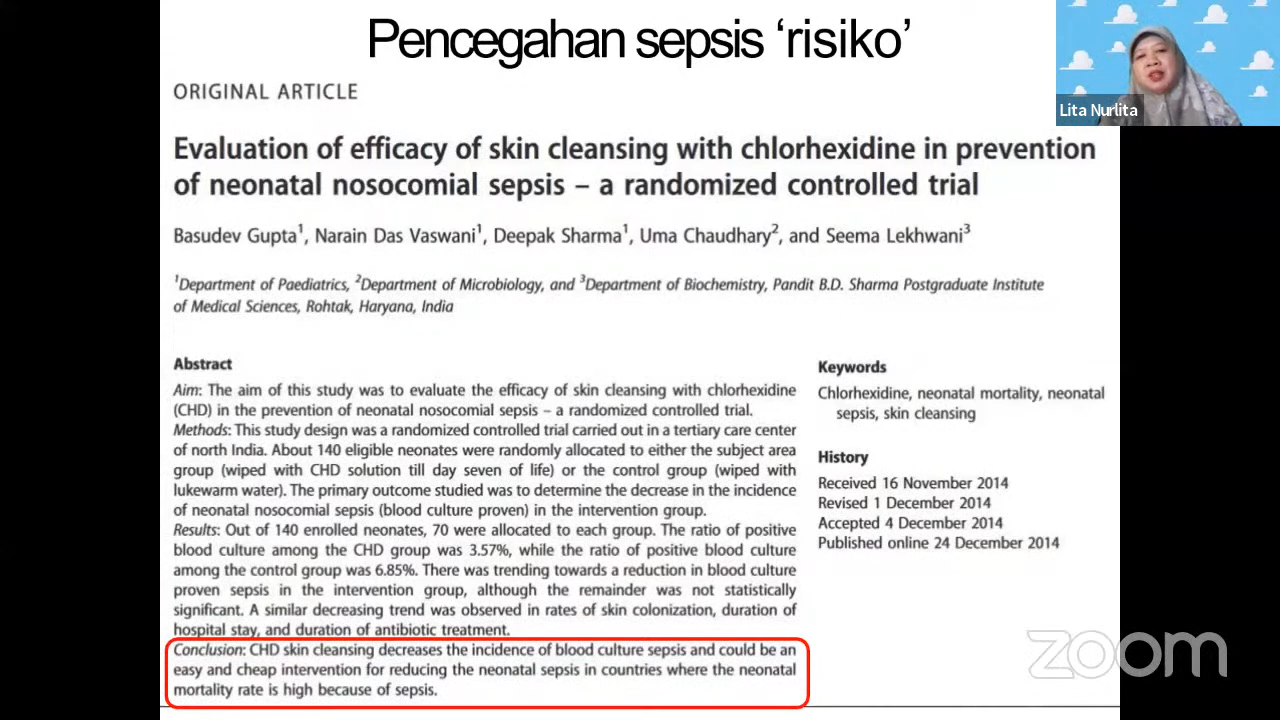 Pencegahan sepsis ‘risiko’
Lita Nurlita
ORIGINAL ARTICLE
Evaluation of efficacy of skin cleansing with chlorhexidine in prevention
of neonatal nosocomial sepsis – a randomized controlled trial
Basudev Gupta1, Narain Das Vaswani1, Deepak Sharma1, Uma Chaudhary2, and Seema Lekhwani3
1Department of Paediatrics, 2Department of Microbiology, and 3Department of Biochemistry, Pandit B.D. Sharma Postgraduate Institute
of Medical Sciences, Rohtak, Haryana, India
Abstract
Aim: The aim of this study was to evaluate the efficacy of skin cleansing with chlorhexidine
(CHD) in the prevention of neonatal nosocomial sepsis – a randomized controlled trial.
Methods: This study design was a randomized controlled trial carried out in a tertiary care center
of north India. About 140 eligible neonates were randomly allocated to either the subject area
group (wiped with CHD solution till day seven of life) or the control group (wiped with
lukewarm water). The primary outcome studied was to determine the decrease in the incidence
of neonatal nosocomial sepsis (blood culture proven) in the intervention group.
Results: Out of 140 enrolled neonates, 70 were allocated to each group. The ratio of positive
blood culture among the CHD group was 3.57%, while the ratio of positive blood culture
among the control group was 6.85%. There was trending towards a reduction in blood culture
proven sepsis in the intervention group, although the remainder was not statistically
significant. A similar decreasing trend was observed in rates of skin colonization, duration of
hospital stay, and duration of antibiotic treatment.
Conclusion: CHD skin cleansing decreases the incidence of blood culture sepsis and could be an
easy and cheap intervention for reducing the neonatal sepsis in countries where the neonatal
mortality rate is high because of sepsis.
Keywords
Chlorhexidine, neonatal mortality, neonatal
sepsis, skin cleansing
History
Received 16 November 2014
Revised 1 December 2014
Accepted 4 December 2014
Published online 24 December 2014
zoom